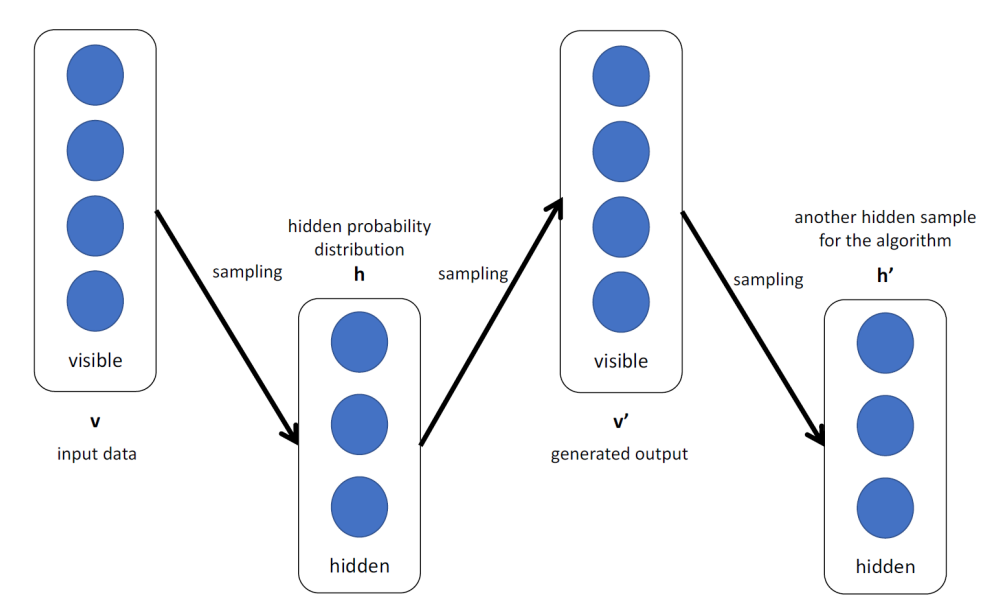 visible
v
input data
sampling
hidden probability
distribution
h
hidden
sampling
visible
v’
generated output
sampling
another hidden sample
for the algorithm
h’
hidden